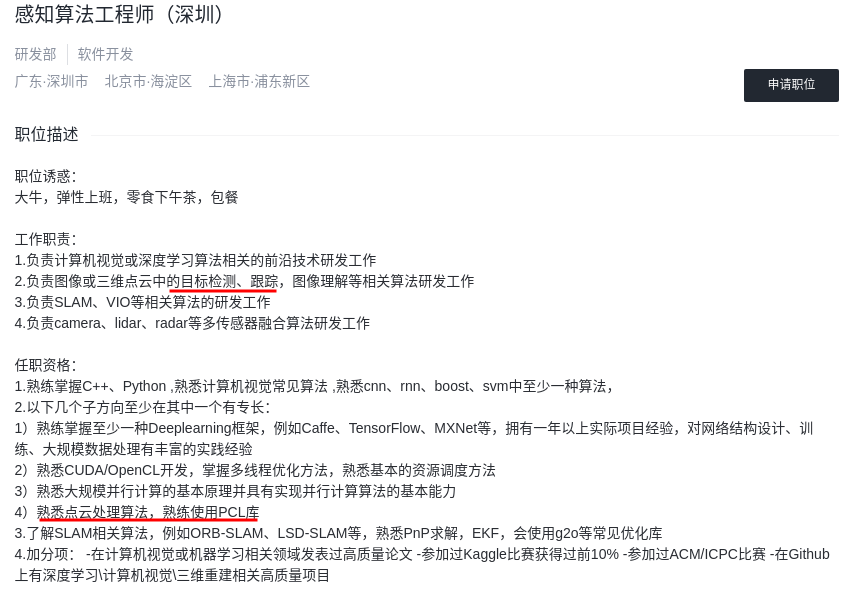 感知算法工程师（深圳）
研发部 软件开发
广东·深圳市 北京市·海淀区 上海市·浦东新区
申请职位
职位描述
职位诱惑：
大牛，弹性上班，零食下午茶，包餐
工作职责：
1.负责计算机视觉或深度学习算法相关的前沿技术研发工作
2.负责图像或三维点云中的目标检测、跟踪，图像理解等相关算法研发工作
3.负责SLAM、VIO等相关算法的研发工作
4.负责camera、lidar、radar等多传感器融合算法研发工作
任职资格：
1.熟练掌握C++、Python ,熟悉计算机视觉常见算法 ,熟悉cnn、rnn、boost、svm中至少一种算法，
2.以下几个子方向至少在其中一个有专长：
1）熟练掌握至少一种Deeplearning框架，例如Caffe、TensorFlow、MXNet等，拥有一年以上实际项目经验，对网络结构设计、训
练、大规模数据处理有丰富的实践经验
2）熟悉CUDA/OpenCL开发，掌握多线程优化方法，熟悉基本的资源调度方法
3）熟悉大规模并行计算的基本原理并具有实现并行计算算法的基本能力
4）熟悉点云处理算法，熟练使用PCL库
3.了解SLAM相关算法，例如ORB-SLAM、LSD-SLAM等，熟悉PnP求解，EKF，会使用g2o等常见优化库
4.加分项： -在计算机视觉或机器学习相关领域发表过高质量论文 -参加过Kaggle比赛获得过前10% -参加过ACM/ICPC比赛 -在Github
上有深度学习\计算机视觉\三维重建相关高质量项目